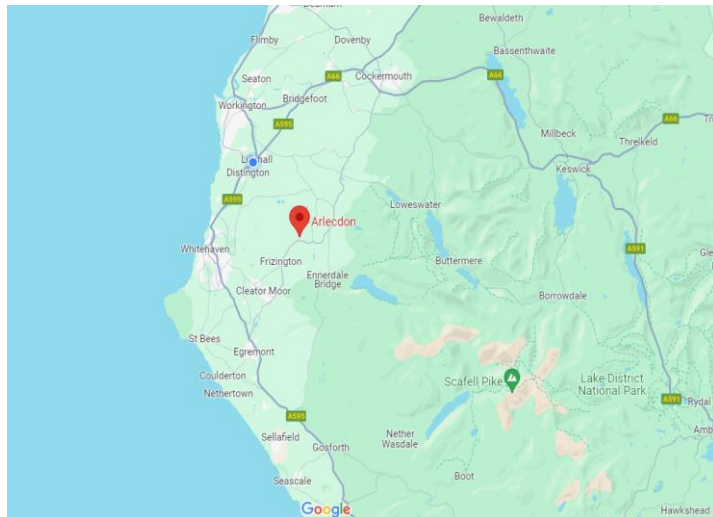 Bewaldeth
Flimby
Dovenby
Bassenthwaite
Seaton
A66
Cockermouth
A66
Workington
Bridgefoot
A595
A66
Millbeck
Threlkeld
Distington
Keswick
A595
Loweswater
Arlecdon
Whitehaven
A591
Frizington
Buttermere
Ennerdale
Bridge
Cleator Moor
Borrowdale
St Bees
Egremont
Coulderton
Nethertown
Scafell Pike
Lake District
National Park
A591
Rydal
A595
Sellafield
Nether
Wasdale
Gosforth
Boot
Seascale
Google
Hawkshead